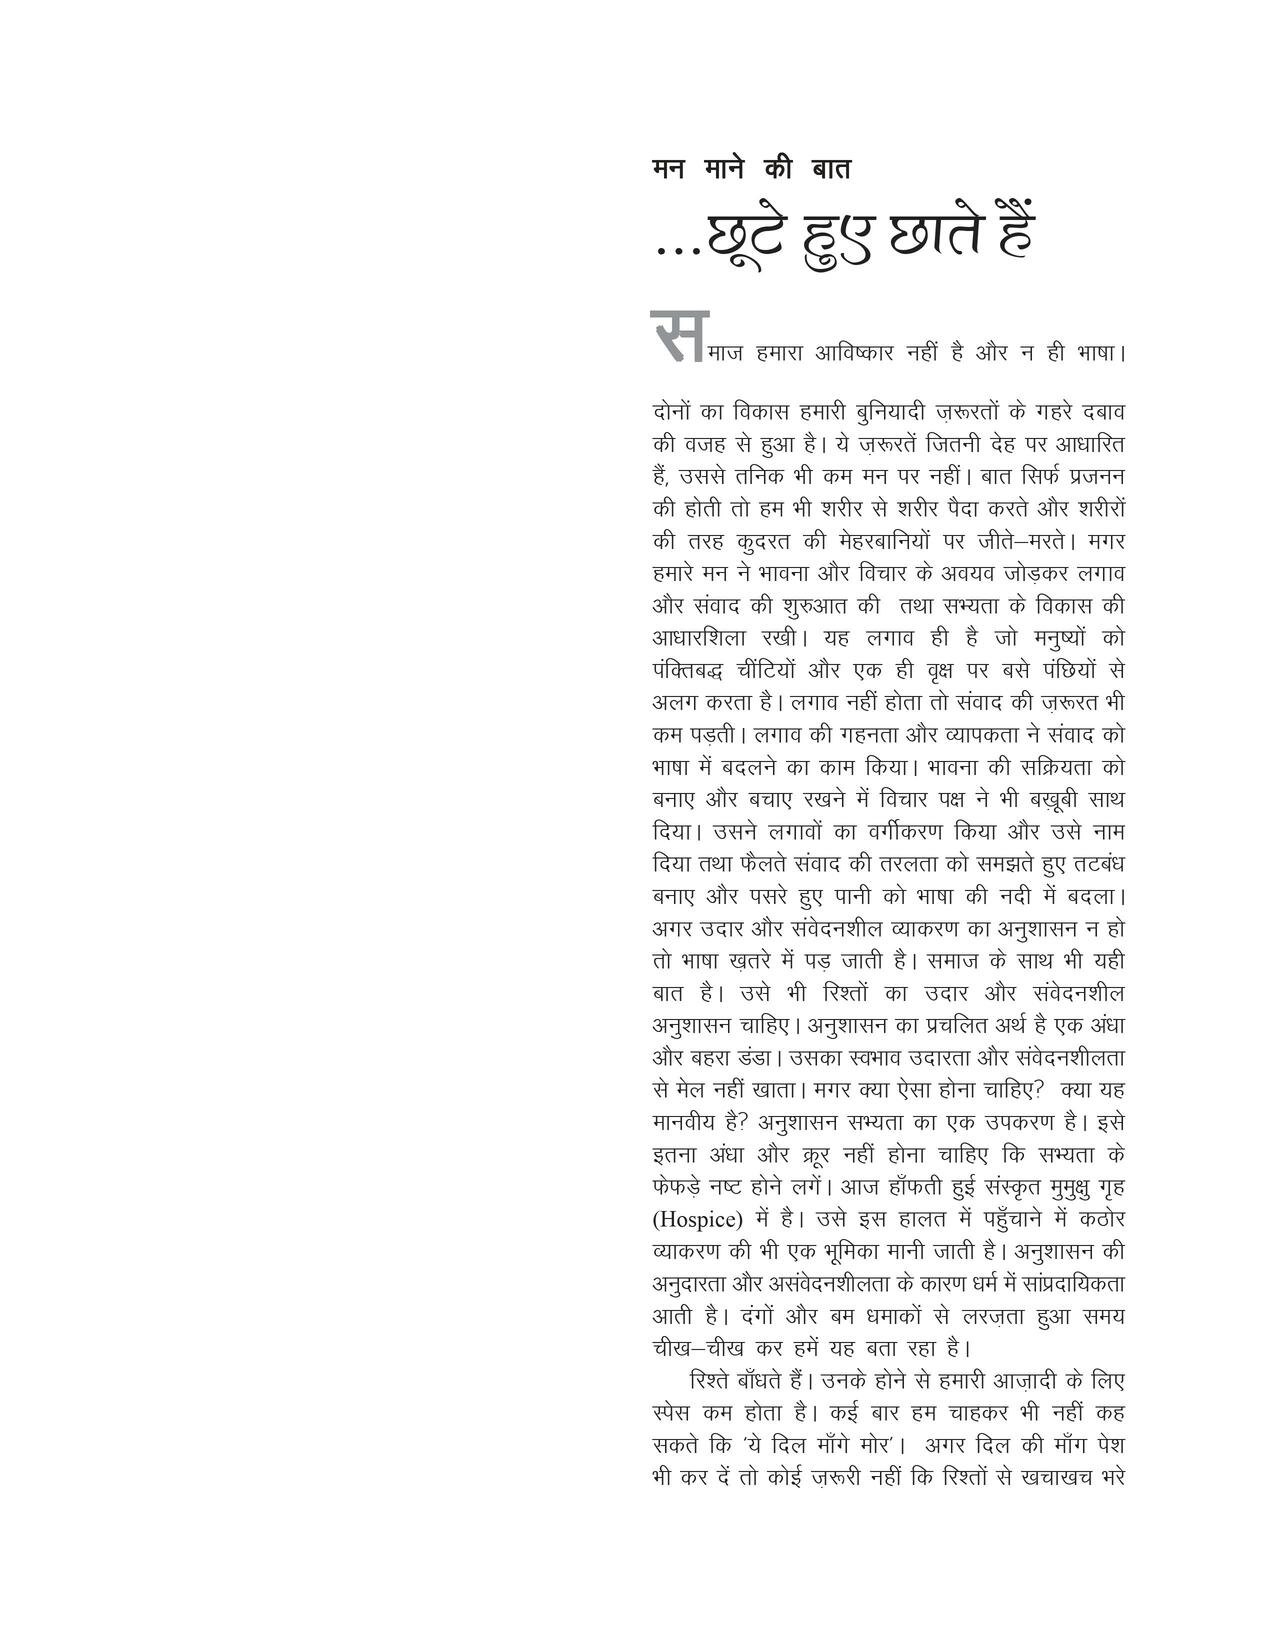 मन माने की बात
...छूटे हुए छाते हैं
समाज हमारा आविष्कार नहीं है और न ही भाषा।
दोनों का विकास हमारी बुनियादी ज़रूरतों के गहरे दबाव
की वजह से हुआ है। ये ज़रूरतें जितनी देह पर आधारित
हैं, उससे तनिक भी कम मन पर नहीं। बात सिर्फ़ प्रजनन
की होती तो हम भी शरीर से शरीर पैदा करते और शरीरों
की तरह कुदरत की मेहरबानियों पर जीते–मरते। मगर
हमारे मन ने भावना और विचार के अवयव जोड़कर लगाव
और संवाद की शुरुआत की तथा सभ्यता के विकास की
आधारशिला रखी। यह लगाव ही है जो मनुष्यों को
पंक्तिबद्ध चींटियों और एक ही वृक्ष पर बसे पंछियों से
अलग करता है। लगाव नहीं होता तो संवाद की ज़रूरत भी
कम पड़ती। लगाव की गहनता और व्यापकता ने संवाद को
भाषा में बदलने का काम किया। भावना की सक्रियता को
बनाए और बचाए रखने में विचार पक्ष ने भी बख़ूबी साथ
दिया। उसने लगावों का वर्गीकरण किया और उसे नाम
दिया तथा फैलते संवाद की तरलता को समझते हुए तटबंध
बनाए और पसरे हुए पानी को भाषा की नदी में बदला।
अगर उदार और संवेदनशील व्याकरण का अनुशासन न हो
तो भाषा ख़तरे में पड़ जाती है। समाज के साथ भी यही
बात है। उसे भी रिश्तों का उदार और संवेदनशील
अनुशासन चाहिए। अनुशासन का प्रचलित अर्थ है एक अंधा
और बहरा डंडा। उसका स्वभाव उदारता और संवेदनशीलता
से मेल नहीं खाता। मगर क्या ऐसा होना चाहिए? क्या यह
मानवीय है? अनुशासन सभ्यता का एक उपकरण है। इसे
इतना अंधा और क्रूर नहीं होना चाहिए कि सभ्यता के
फेफड़े नष्ट होने लगें। आज हाँफती हुई संस्कृत मुमुक्षु गृह
(Hospice) में है। उसे इस हालत में पहुँचाने में कठोर
व्याकरण की भी एक भूमिका मानी जाती है। अनुशासन की
अनुदारता और असंवेदनशीलता के कारण धर्म में सांप्रदायिकता
आती है। दंगों और बम धमाकों से लरज़ता हुआ समय
चीख–चीख कर हमें यह बता रहा है।
रिश्ते बाँधते हैं। उनके होने से हमारी आज़ादी के लिए
स्पेस कम होता है। कई बार हम चाहकर भी नहीं कह
सकते कि 'ये दिल माँगे मोर'। अगर दिल की माँग पेश
भी कर दें तो कोई ज़रूरी नहीं कि रिश्तों से खचाखच भरे